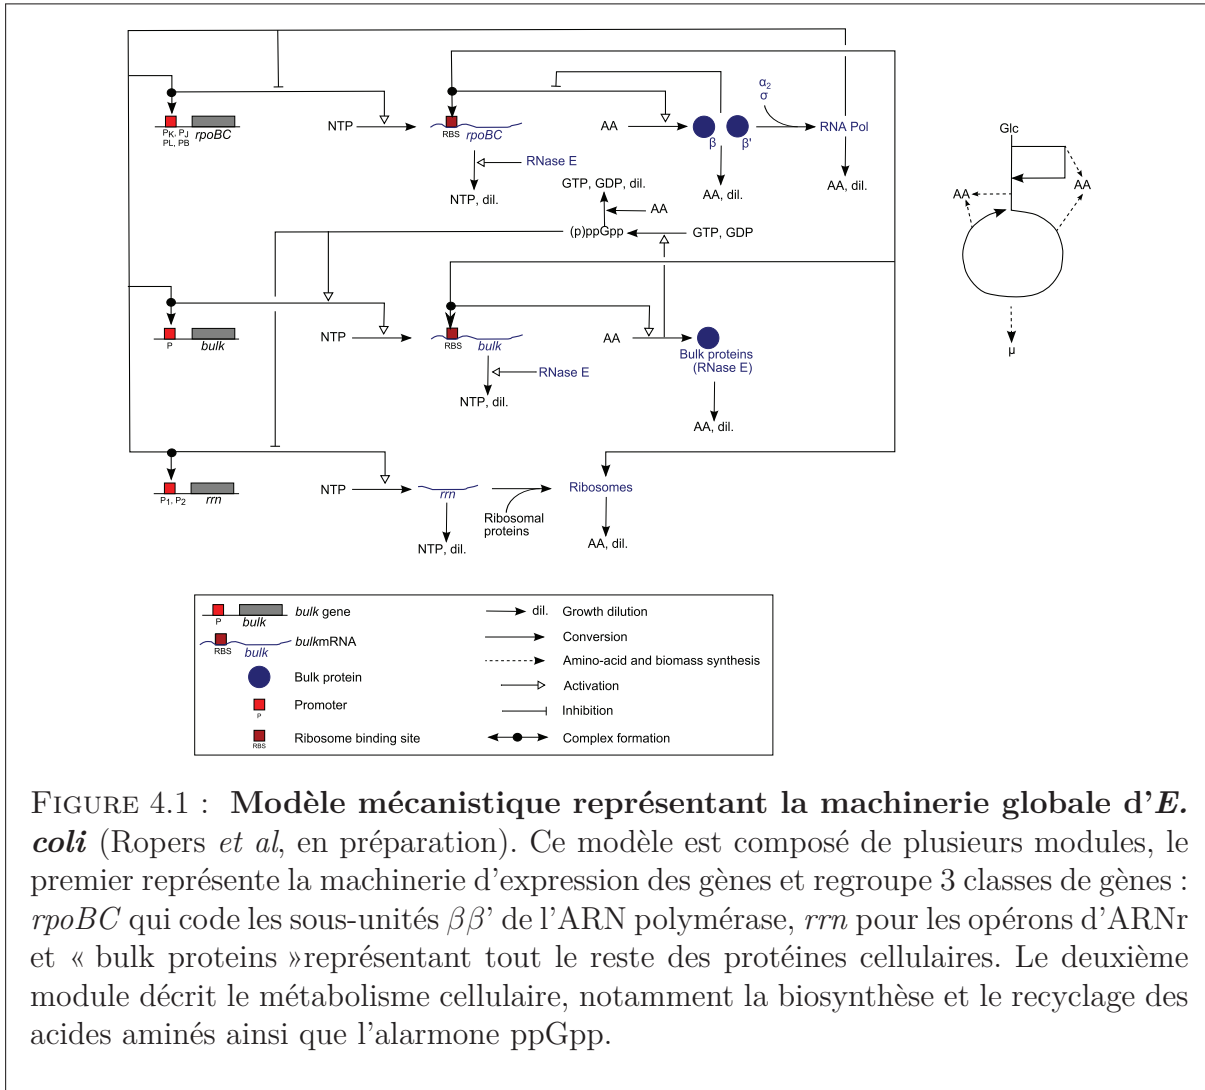 α2
σ
NTP
RBS
rpoBC
AA
β
β'
RNA Pol
PK, PJ
PL, PB
rpoBC
RNase E
NTP, dil.
AA, dil.
AA, dil.
GTP, GDP, dil.
AA
(p)ppGpp
GTP, GDP
Glc
AA
AA
μ
P
bulk
NTP
RBS
bulk
AA
Bulk proteins
(RNase E)
RNase E
NTP, dil.
AA, dil.
P1, P2
rrn
NTP
rrn
Ribosomes
Ribosomal
proteins
NTP, dil.
AA, dil.
P
bulk
bulk gene
RBS
bulk
bulkmRNA
Bulk protein
P
Promoter
RBS
Ribosome binding site
dil.
Growth dilution
Conversion
Amino-acid and biomass synthesis
Activation
Inhibition
Complex formation
FIGURE 4.1 : Modèle mécanistique représentant la machinerie globale d'E.
coli (Ropers et al, en préparation). Ce modèle est composé de plusieurs modules, le
premier représente la machinerie d'expression des gènes et regroupe 3 classes de gènes :
rpoBC qui code les sous-unités ββ' de l'ARN polymérase, rrn pour les opérons d'ARNr
et « bulk proteins »représentant tout le reste des protéines cellulaires. Le deuxième
module décrit le métabolisme cellulaire, notamment la biosynthèse et le recyclage des
acides aminés ainsi que l'alarmone ppGpp.